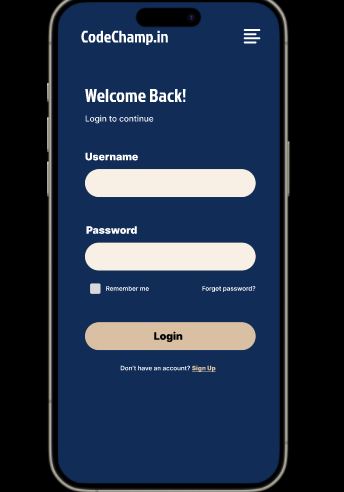 CodeChamp.in
Welcome Back!
Login to continue
Username
Password
Remember me Forget password?
Login
Don't have an account? Sign Up